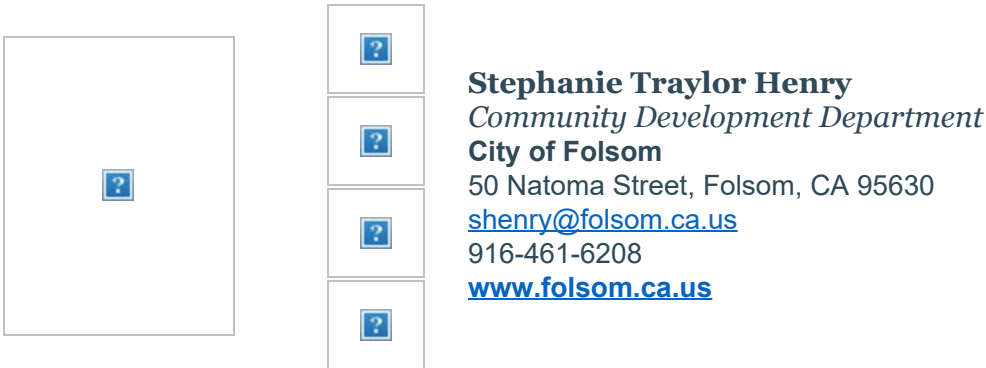 Stephanie Traylor Henry
Community Development Department
City of Folsom
50 Natoma Street, Folsom, CA 95630
shenry@folsom.ca.us
916-461-6208
www.folsom.ca.us